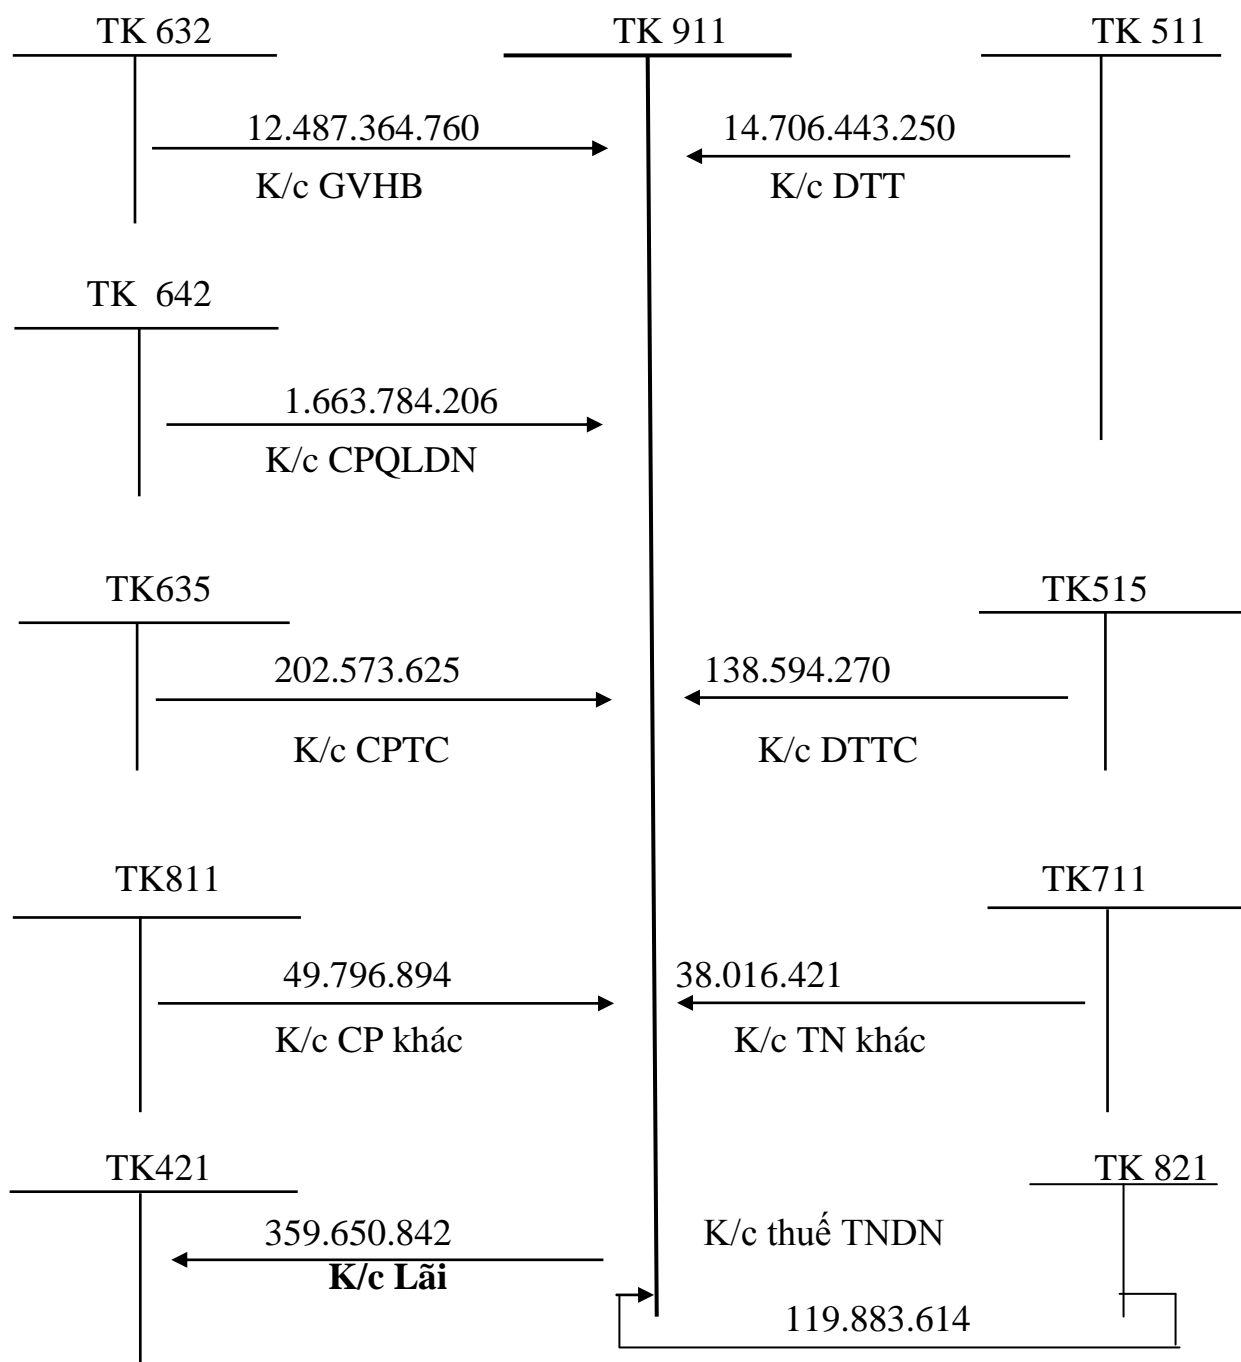 TK 632
TK 911
TK 511
12.487.364.760
14.706.443.250
K/c GVHB
K/c DTT
TK 642
1.663.784.206
K/c CPQLDN
TK635
TK515
202.573.625
138.594.270
K/c CPTC
K/c DTTC
TK811
TK711
49.796.894
38.016.421
K/c CP khác
K/c TN khác
TK421
TK 821
359.650.842
K/c thuế TNDN
K/c Lãi
119.883.614